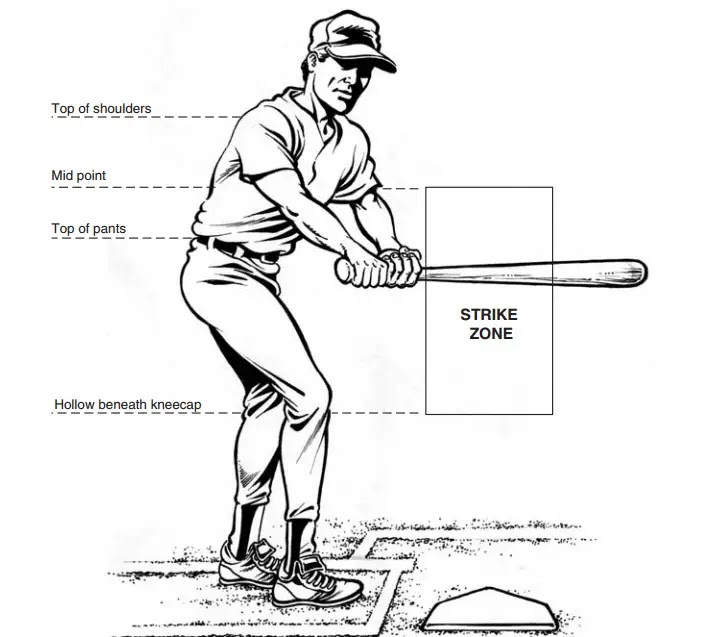 Top of shoulders
Mid point
Top of pants
STRIKE
ZONE
Hollow beneath kneecap